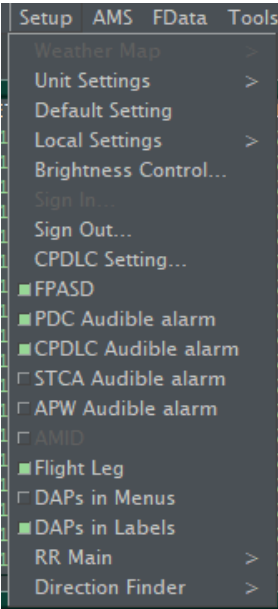 Setup AMS FData Tools
Weather Map >
Unit Settings >
Default Setting
Local Settings >
Brightness Control...
Sign In...
Sign Out...
CPDLC Setting...
FPASD
PDC Audible alarm
CPDLC Audible alarm
STCA Audible alarm
APW Audible alarm
AMID
Flight Leg
DAPs in Menus
DAPs in Labels
RR Main >
Direction Finder >